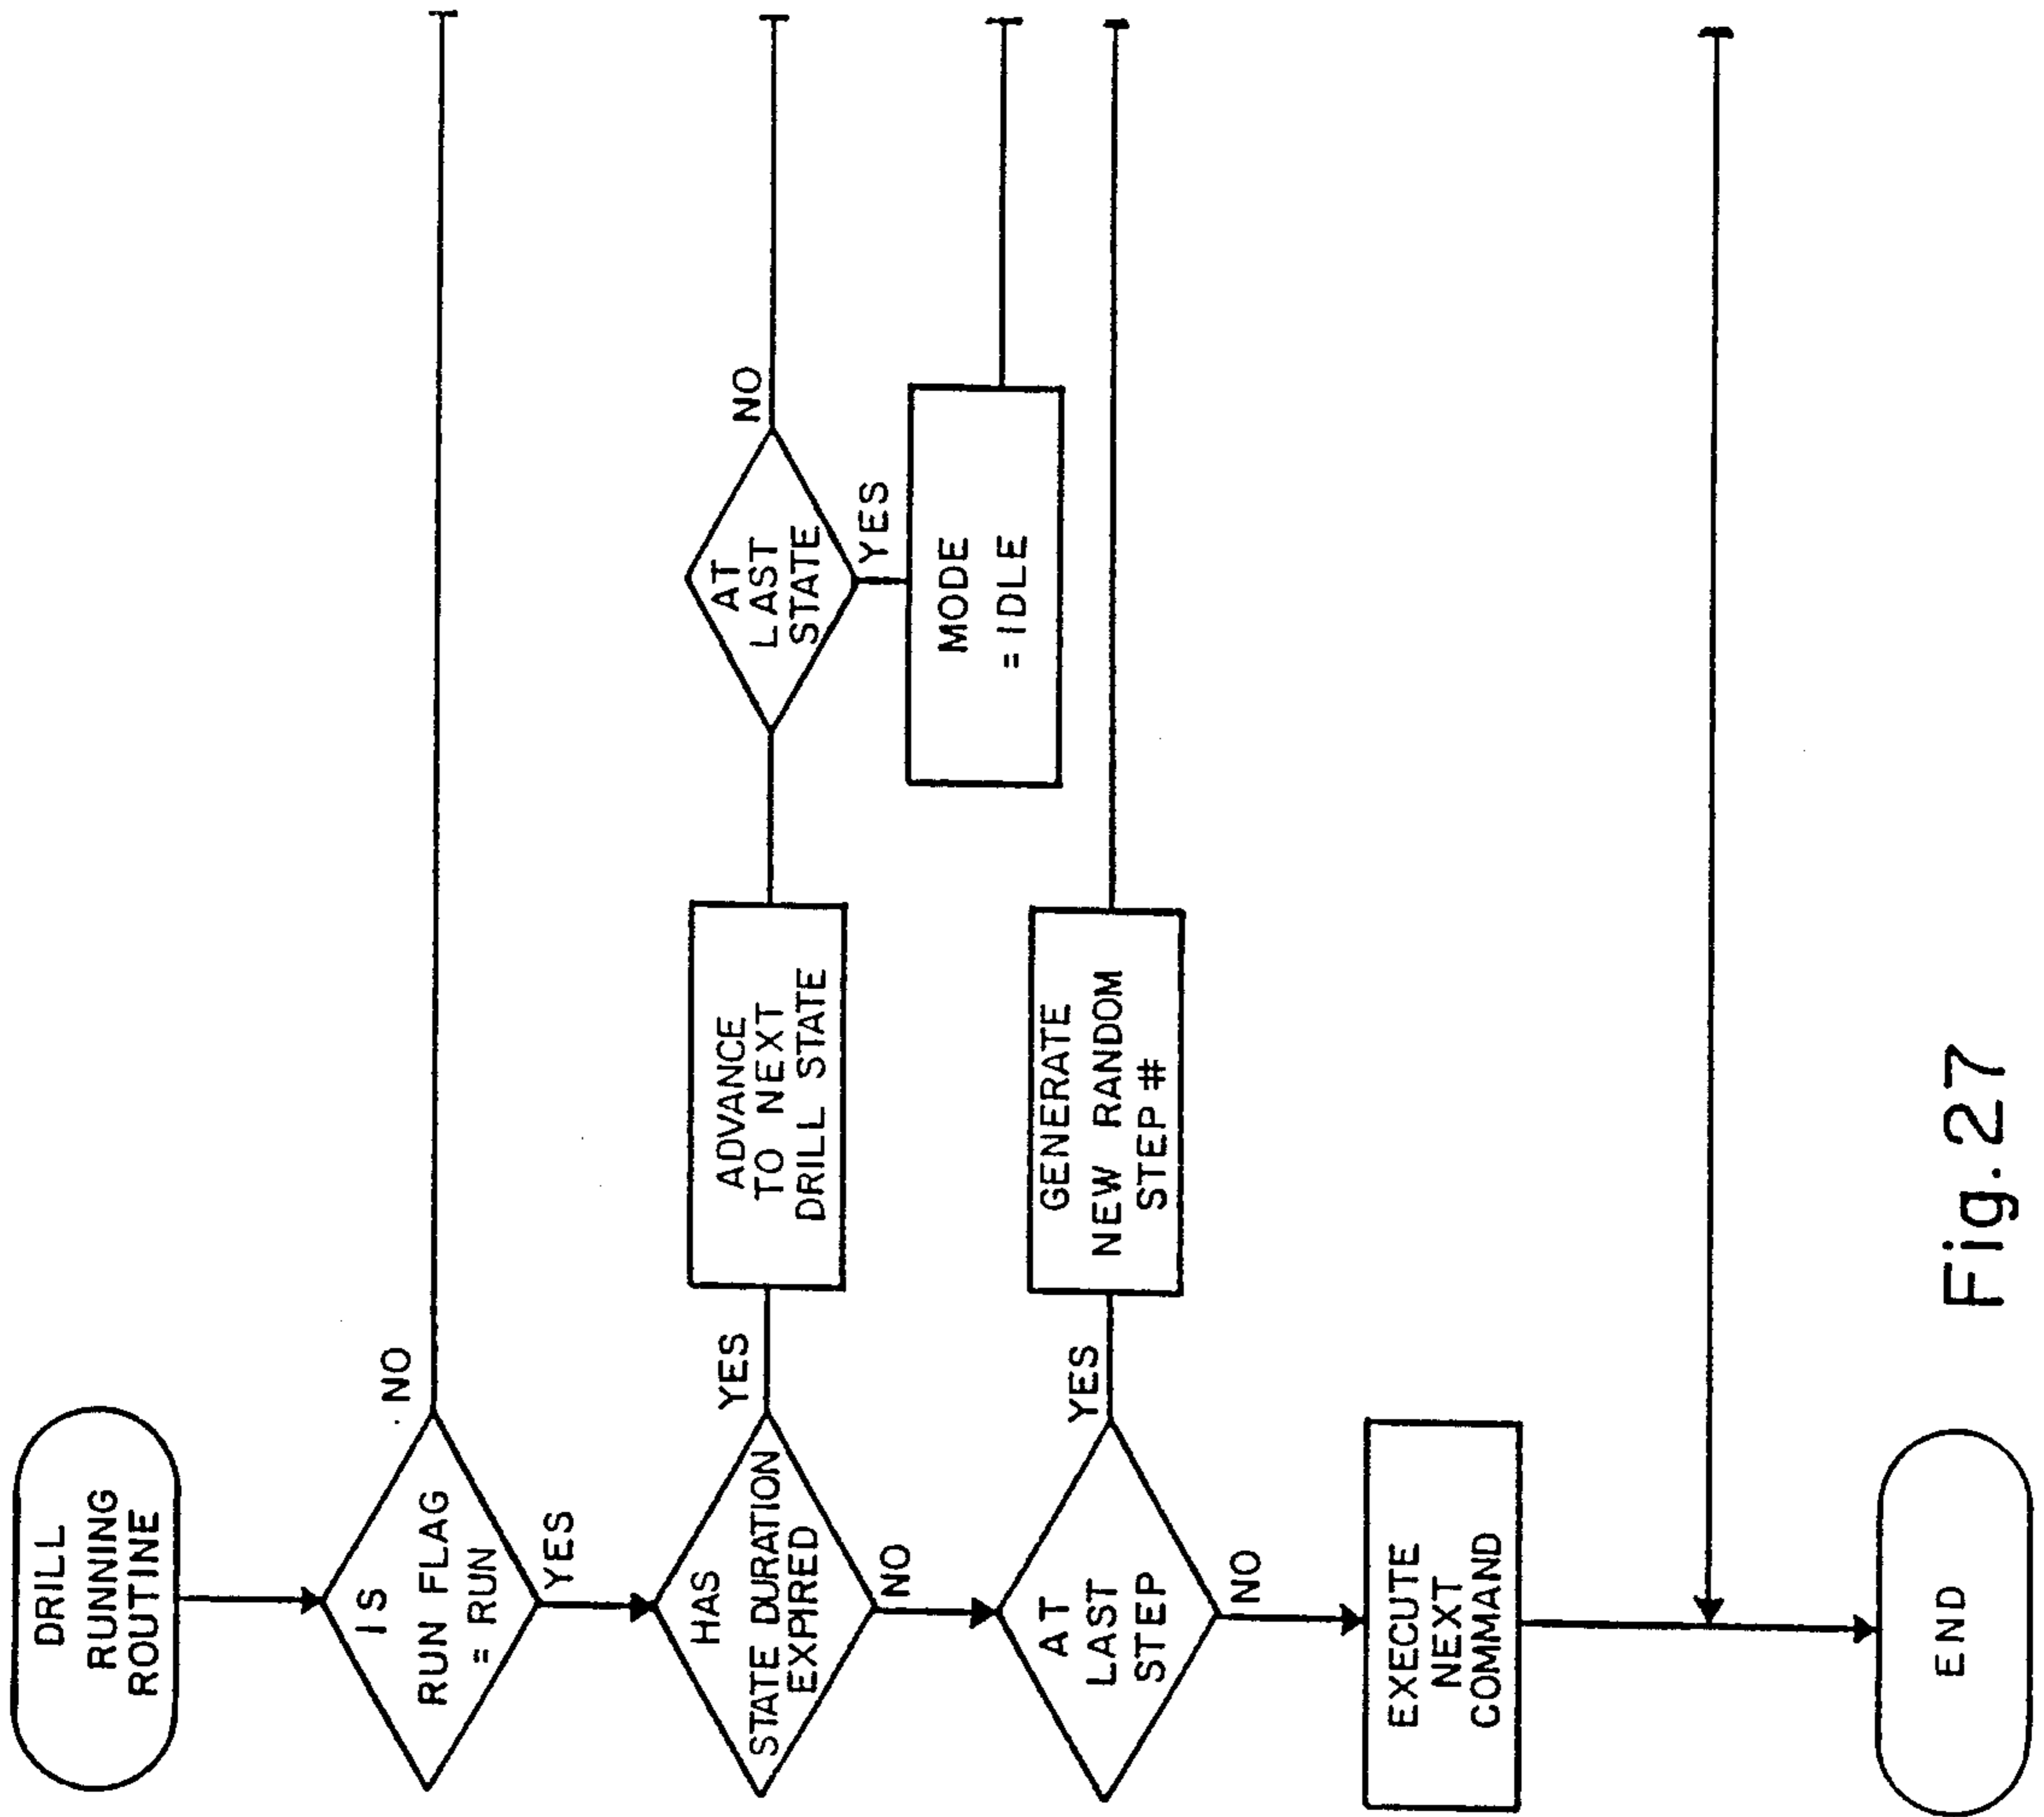 DRILL
RUNNING
ROUTINE
IS
RUN FLAG
= RUN
NO
YES
HAS
STATE DURATION
EXPIRED
YES
NO
ADVANCE
TO NEXT
DRILL STATE
AT
LAST
STATE
NO
YES
MODE
= IDLE
AT
LAST
STEP
YES
NO
GENERATE
NEW RANDOM
STEP #
EXECUTE
NEXT
COMMAND
END
Fig. 27